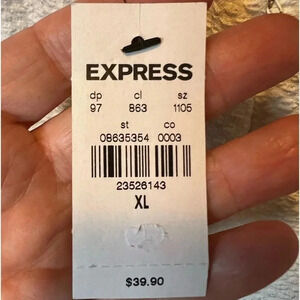 EXPRESS
dp cl sz
97 863 1105
st co
08635354 0003
23526143
XL
$39.90